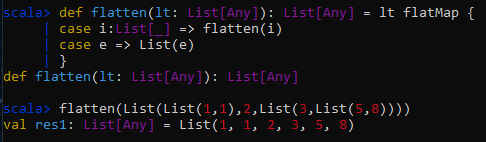 scala> def flatten(lt: List[Any]): List[Any] = lt flatMap {
     | case i:List[_] => flatten(i)
     | case e => List(e)
     | }
def flatten(lt: List[Any]): List[Any]
scala> flatten(List(List(1,1),2,List(3,List(5,8))))
val res1: List[Any] = List(1, 1, 2, 3, 5, 8)